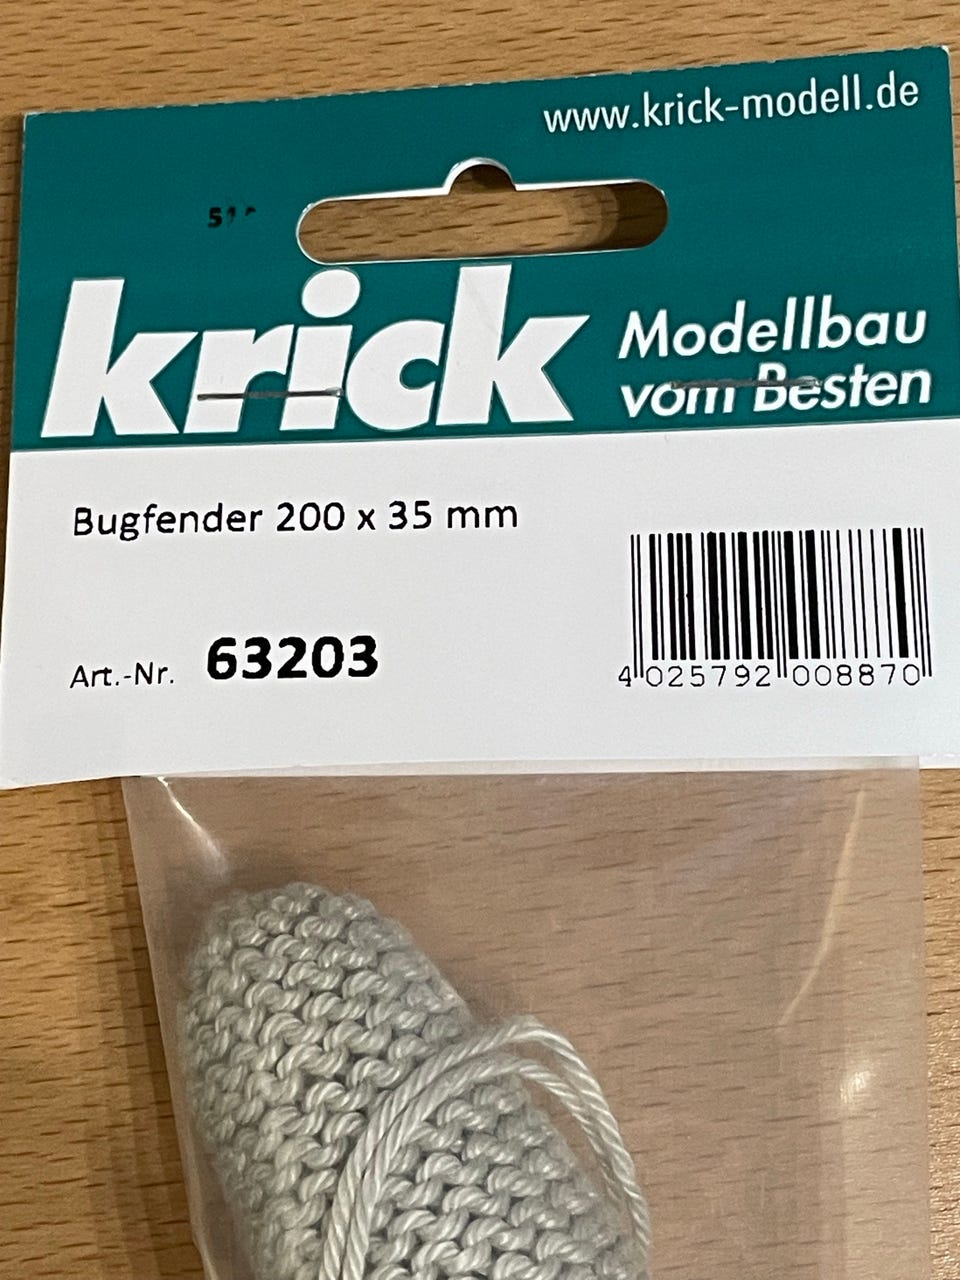 www.krick-modell.de
krick
Modellbau
vom Besten
Bugfender 200 x 35 mm
Art.-Nr. 63203
4 025792 008870